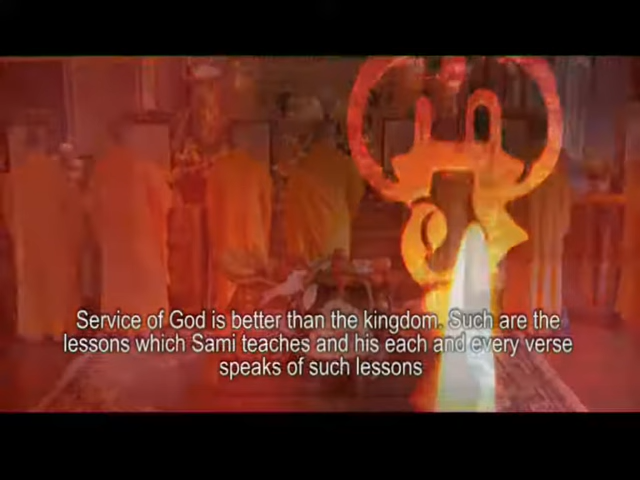 Service of God is better than the kingdom. Such are the
lessons which Sami teaches and his each and every verse
speaks of such lessons